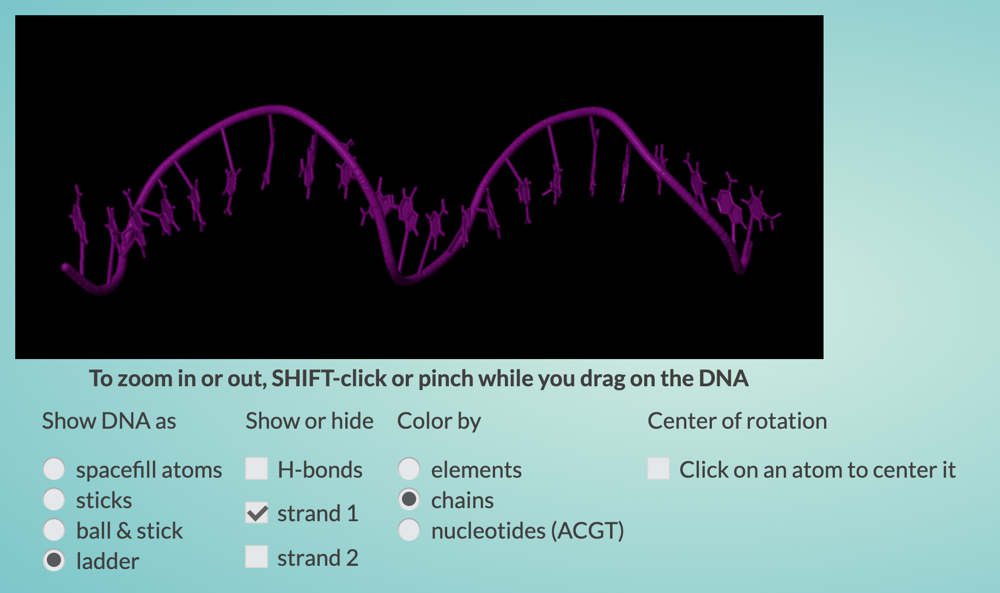 To zoom in or out, SHIFT-click or pinch while you drag on the DNA
Show DNA as
spacefill atoms
sticks
ball & stick
ladder
Show or hide
H-bonds
strand 1
strand 2
Color by
elements
chains
nucleotides (ACGT)
Center of rotation
Click on an atom to center it